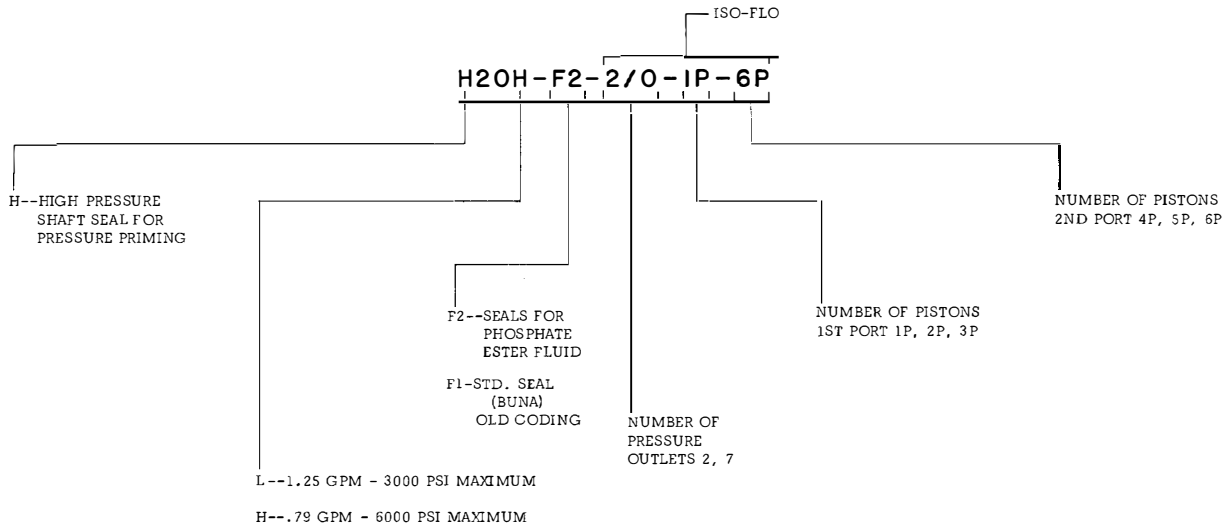 ISO-FLO
H20H-F2-2/0-1P-6P
H--HIGH PRESSURE
SHAFT SEAL FOR
PRESSURE PRIMING
NUMBER OF PISTONS
2ND PORT 4P, 5P, 6P
F2--SEALS FOR
PHOSPHATE
ESTER FLUID
NUMBER OF PISTONS
1ST PORT 1P, 2P, 3P
F1-STD. SEAL
(BUNA)
OLD CODING
NUMBER OF
PRESSURE
OUTLETS 2, 7
L--1.25 GPM - 3000 PSI MAXIMUM
H--.79 GPM - 6000 PSI MAXIMUM